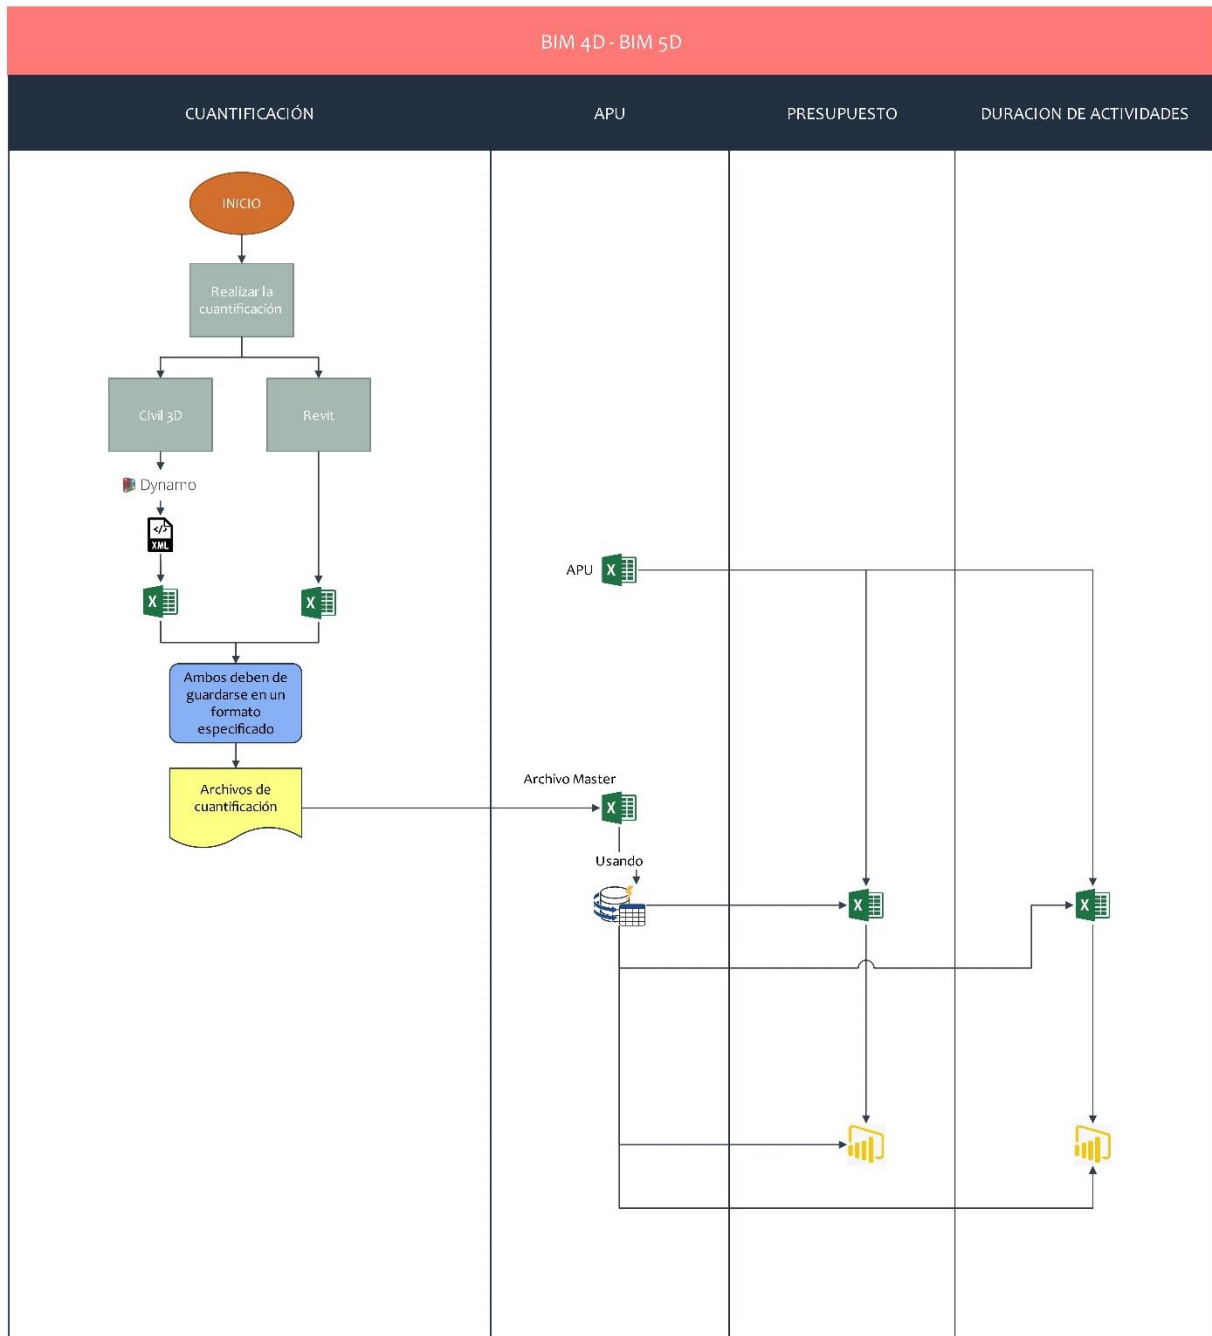 BIM 4D - BIM 5D
CUANTIFICACIÓN
APU
PRESUPUESTO
DURACION DE ACTIVIDADES
INICIO
Realizar la
cuantificación
Civil 3D
Revit
Dynamo
</>
XML
X
X
APU
X
Ambos deben de
guardarse en un
formato
especificado
Archivos de
cuantificación
Archivo Master
X
Usando
X
X